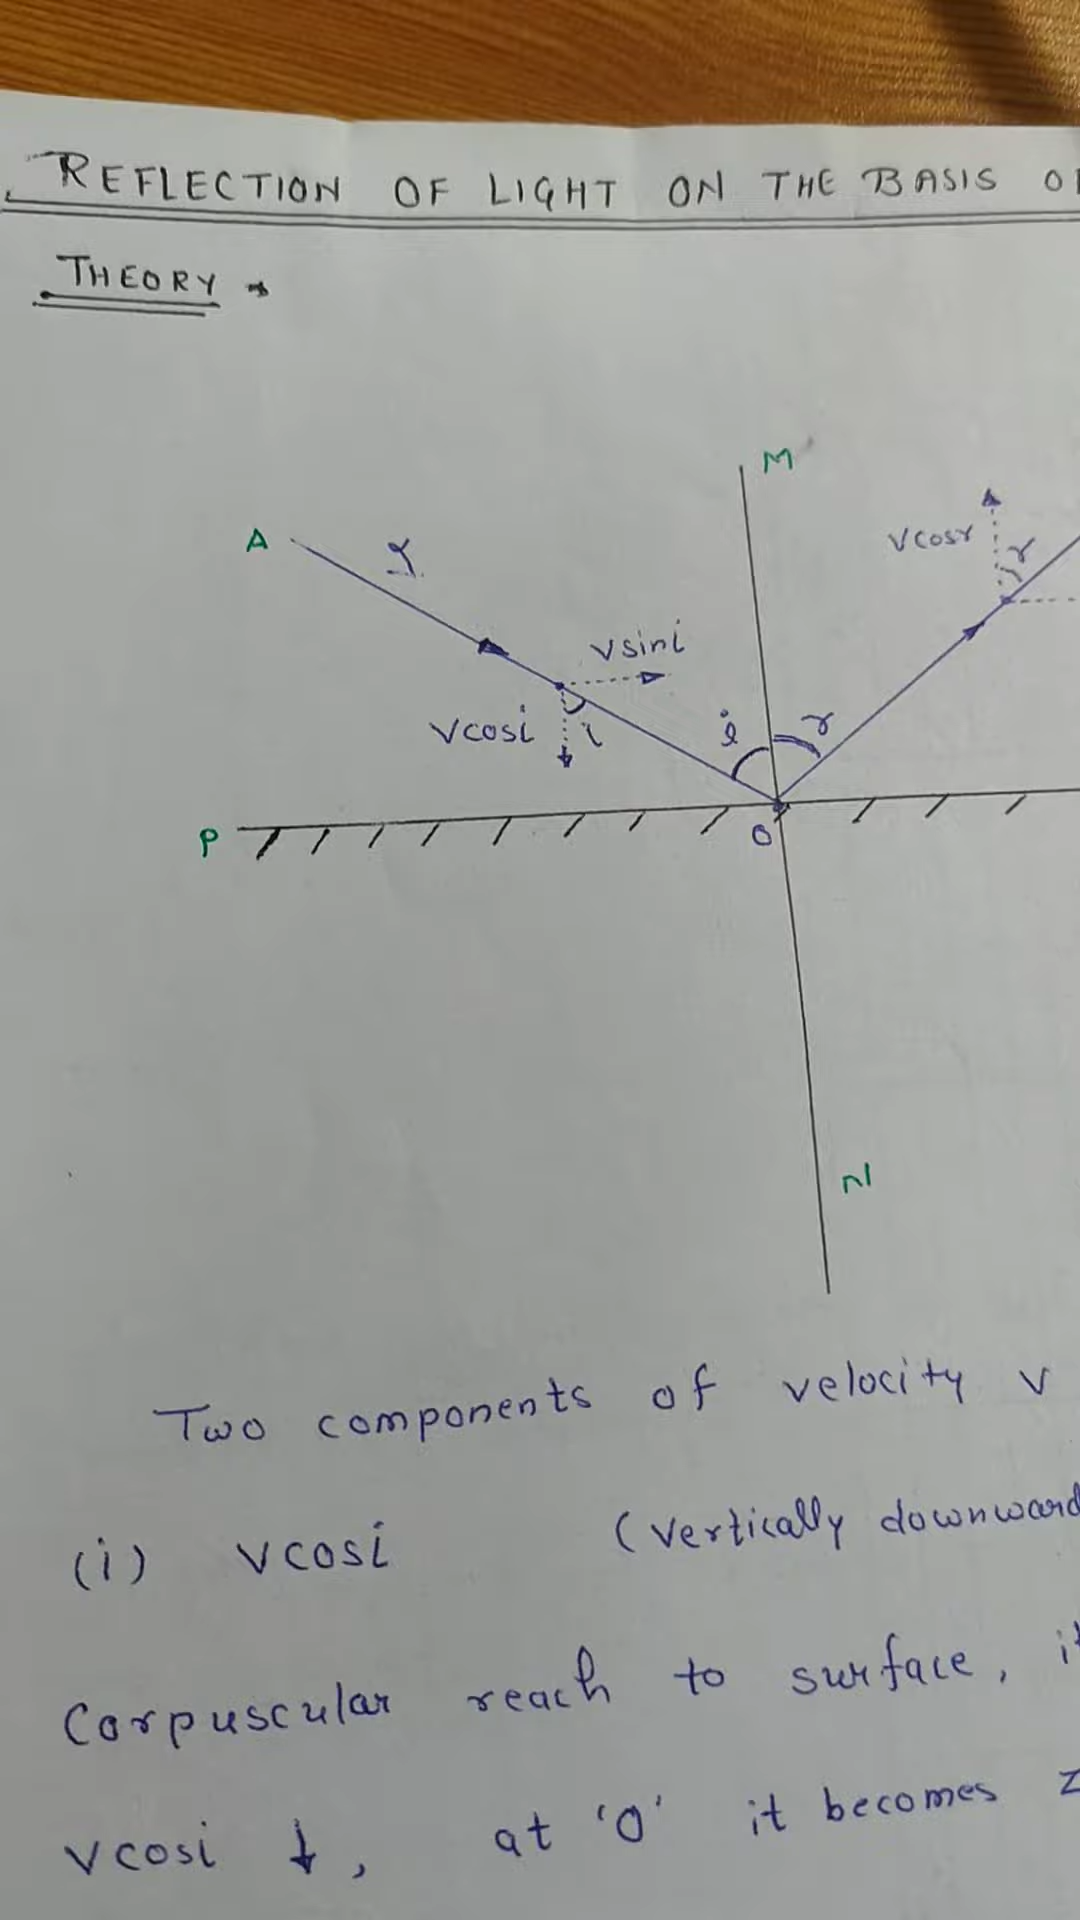 REFLECTION OF LIGHT ON THE BASIS
THEORY
M
A
vcosr
r
vsini
vcosi
i
i
r
P
O
Two components of velocity v
(i) vcosi (vertically downward
Corpuscular reach to surface,
vcosi ↓, at 'O' it becomes